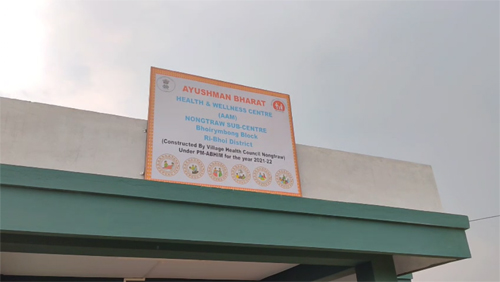 AYUSHMAN BHARAT
HEALTH & WELLNESS CENTRE
(AAM)
NONGTRAW SUB-CENTRE
Bhoirymbong Block
Ri-Bhoi District
(Constructed By Village Health Council Nongtraw)
Under PM-ABHIM for the year 2021-22